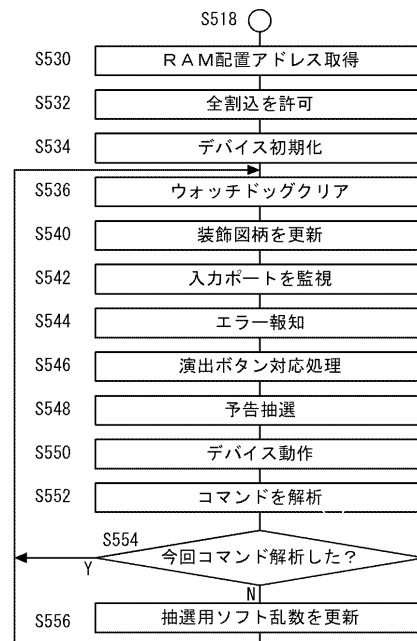 S518
S530 RAM配置アドレス取得
S532 全割込を許可
S534 デバイス初期化
S536 ウォッチドッグクリア
S540 装飾図柄を更新
S542 入力ポートを監視
S544 エラー報知
S546 演出ボタン対応処理
S548 予告抽選
S550 デバイス動作
S552 コマンドを解析
S554
今回コマンド解析した?
Y
N
S556 抽選用ソフト乱数を更新